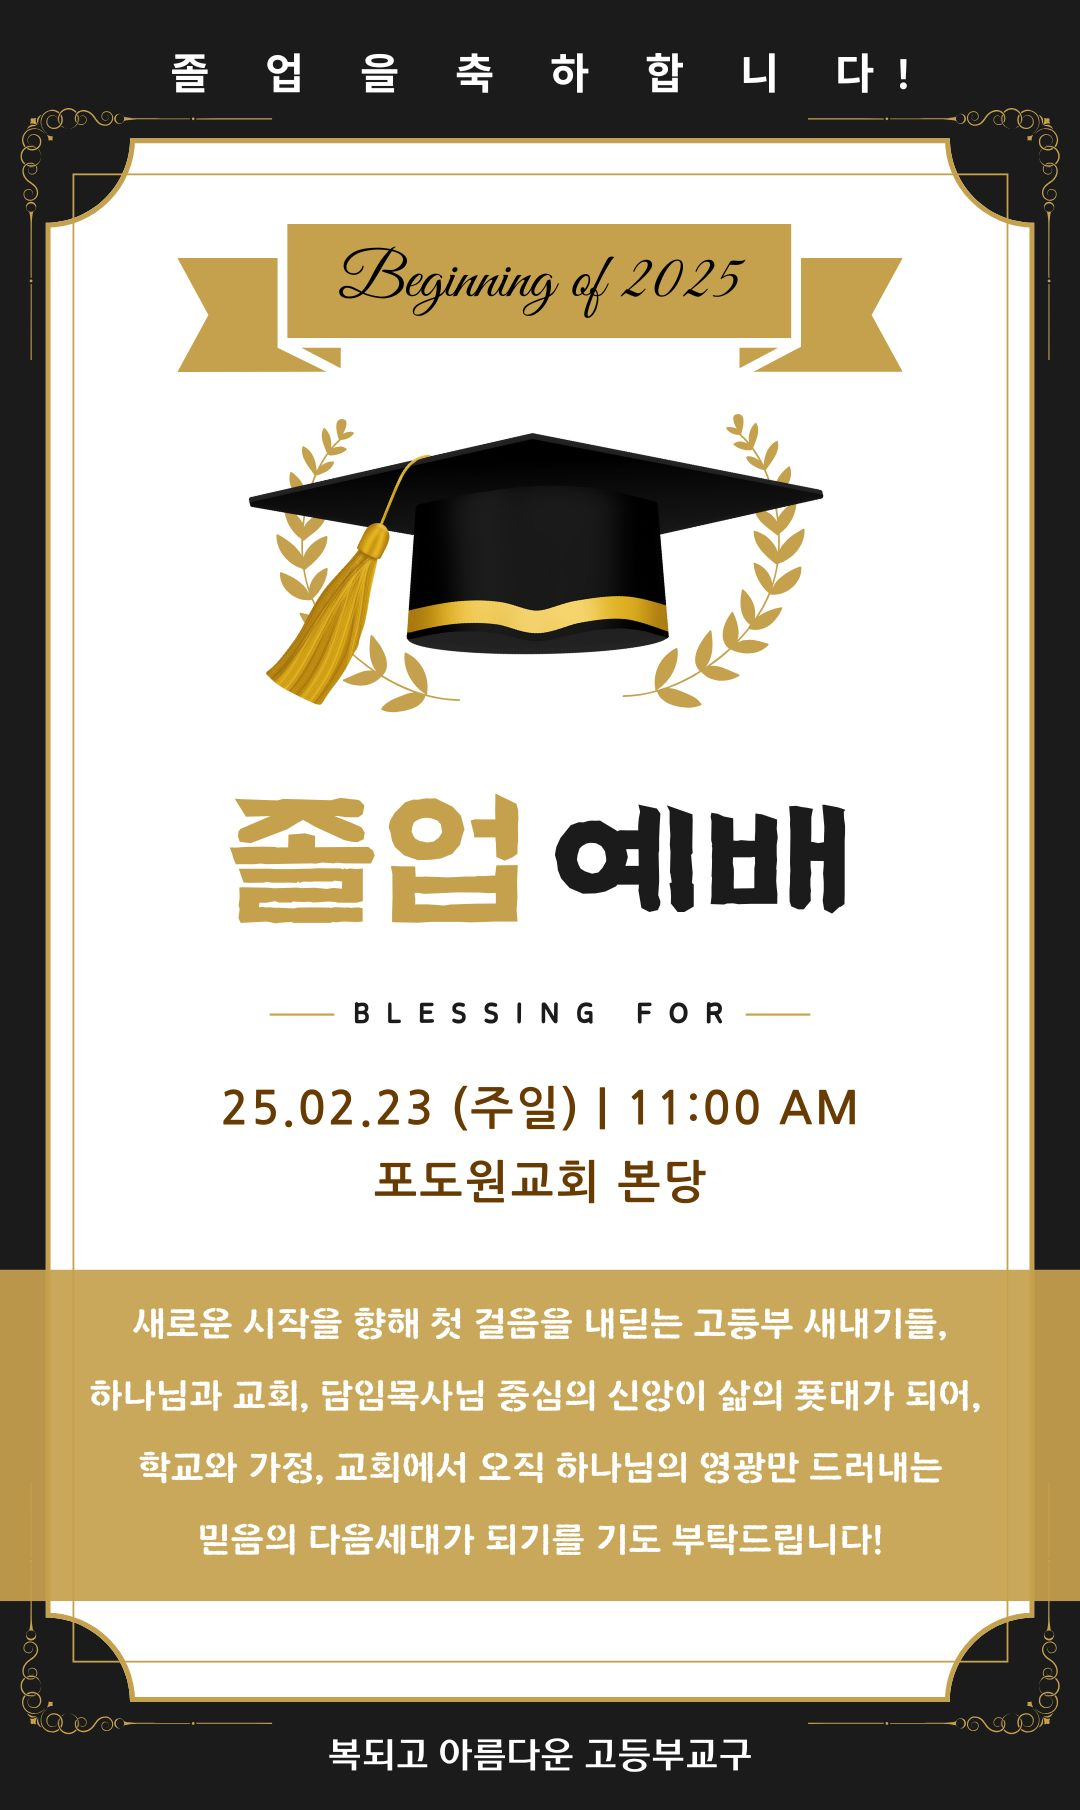 졸업을축하합니다!
Beginning of 2025
졸업 예배
BLESSING FOR
25.02.23 (주일) | 11:00 AM
포도원교회 본당
새로운 시작을 향해 첫 걸음을 내딛는 고등부 새내기들,
하나님과 교회, 담임목사님 중심의 신앙이 삶의 푯대가 되어,
학교와 가정, 교회에서 오직 하나님의 영광만 드러내는
믿음의 다음세대가 되기를 기도 부탁드립니다!
복되고 아름다운 고등부교구